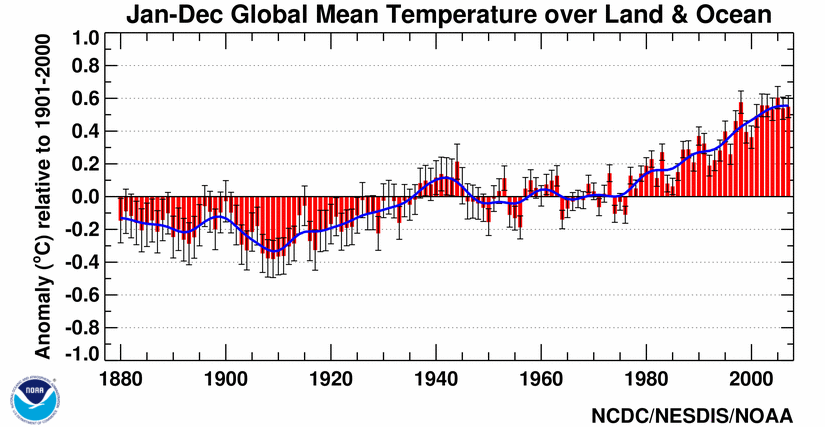 Jan-Dec Global Mean Temperature over Land & Ocean
Anomaly (°C) relative to 1901-2000
1.0
0.8
0.6
0.4
0.2
0.0
-0.2
-0.4
-0.6
-0.8
-1.0
1880 1900 1920 1940 1960 1980 2000
NOAA
NCDC/NESDIS/NOAA